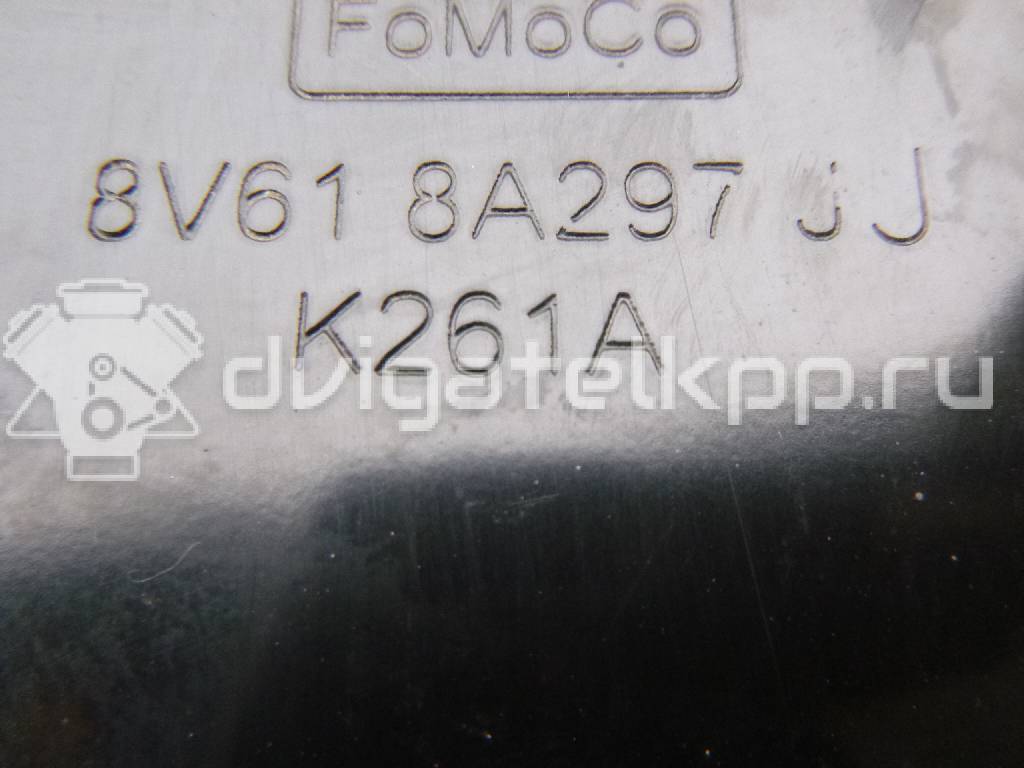 FoMoCo
8V61 8A297 jJ
K261A
dvigatelkpp.ru